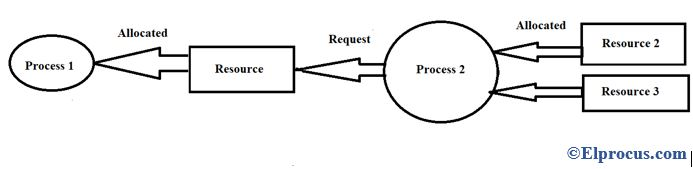 Allocated
Process 1
Resource
Request
Process 2
Allocated
Resource 2
Resource 3
©Elprocus.com